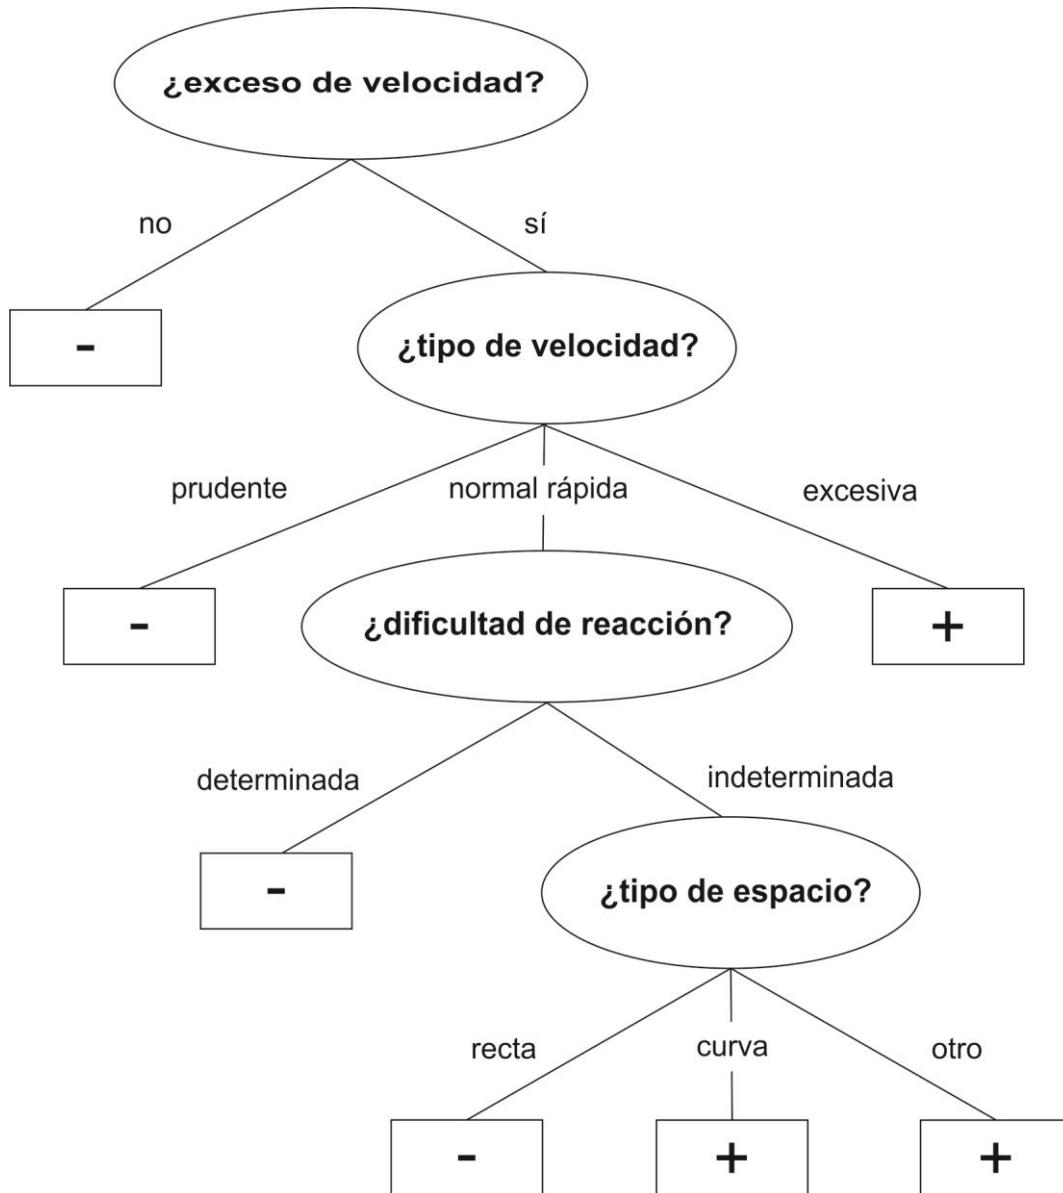 ¿exceso de velocidad?
no
sí
-
¿tipo de velocidad?
prudente
normal rápida
excesiva
-
¿dificultad de reacción?
+
determinada
indeterminada
-
¿tipo de espacio?
recta
curva
otro
-
+
+